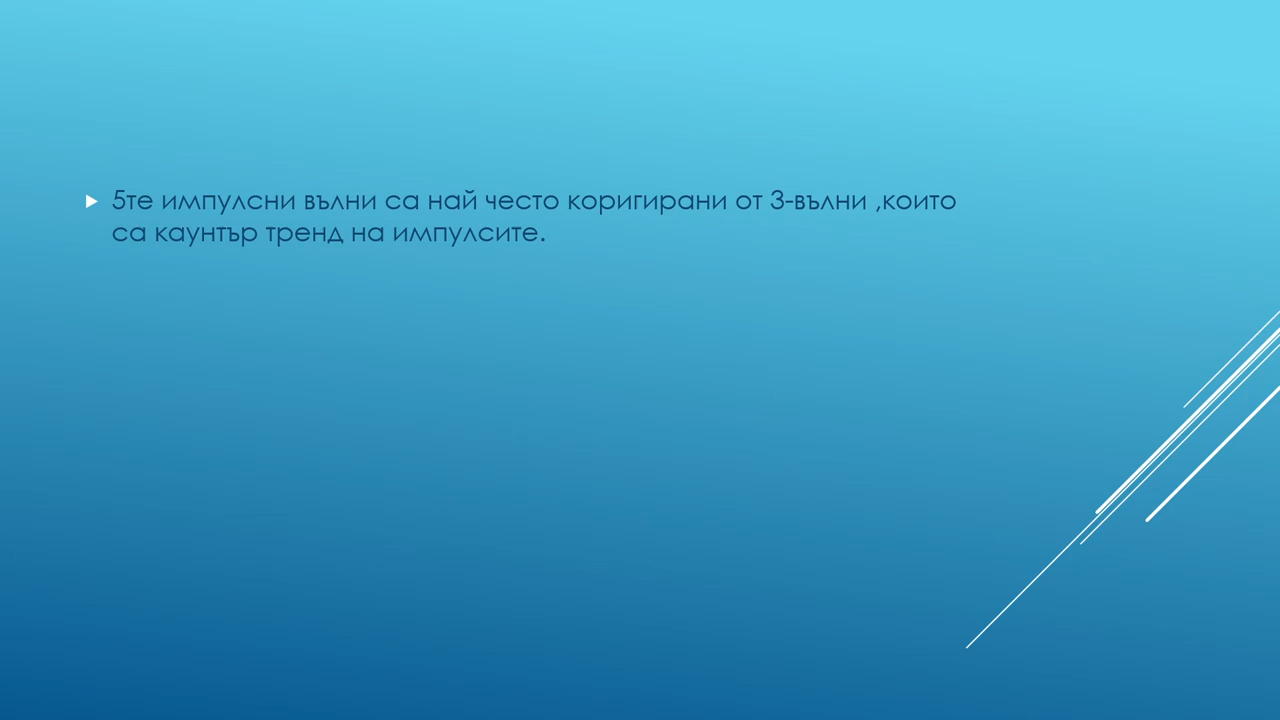 5те импулсни вълни са най често коригирани от 3-вълни ,които
са каунтър тренд на импулсите.